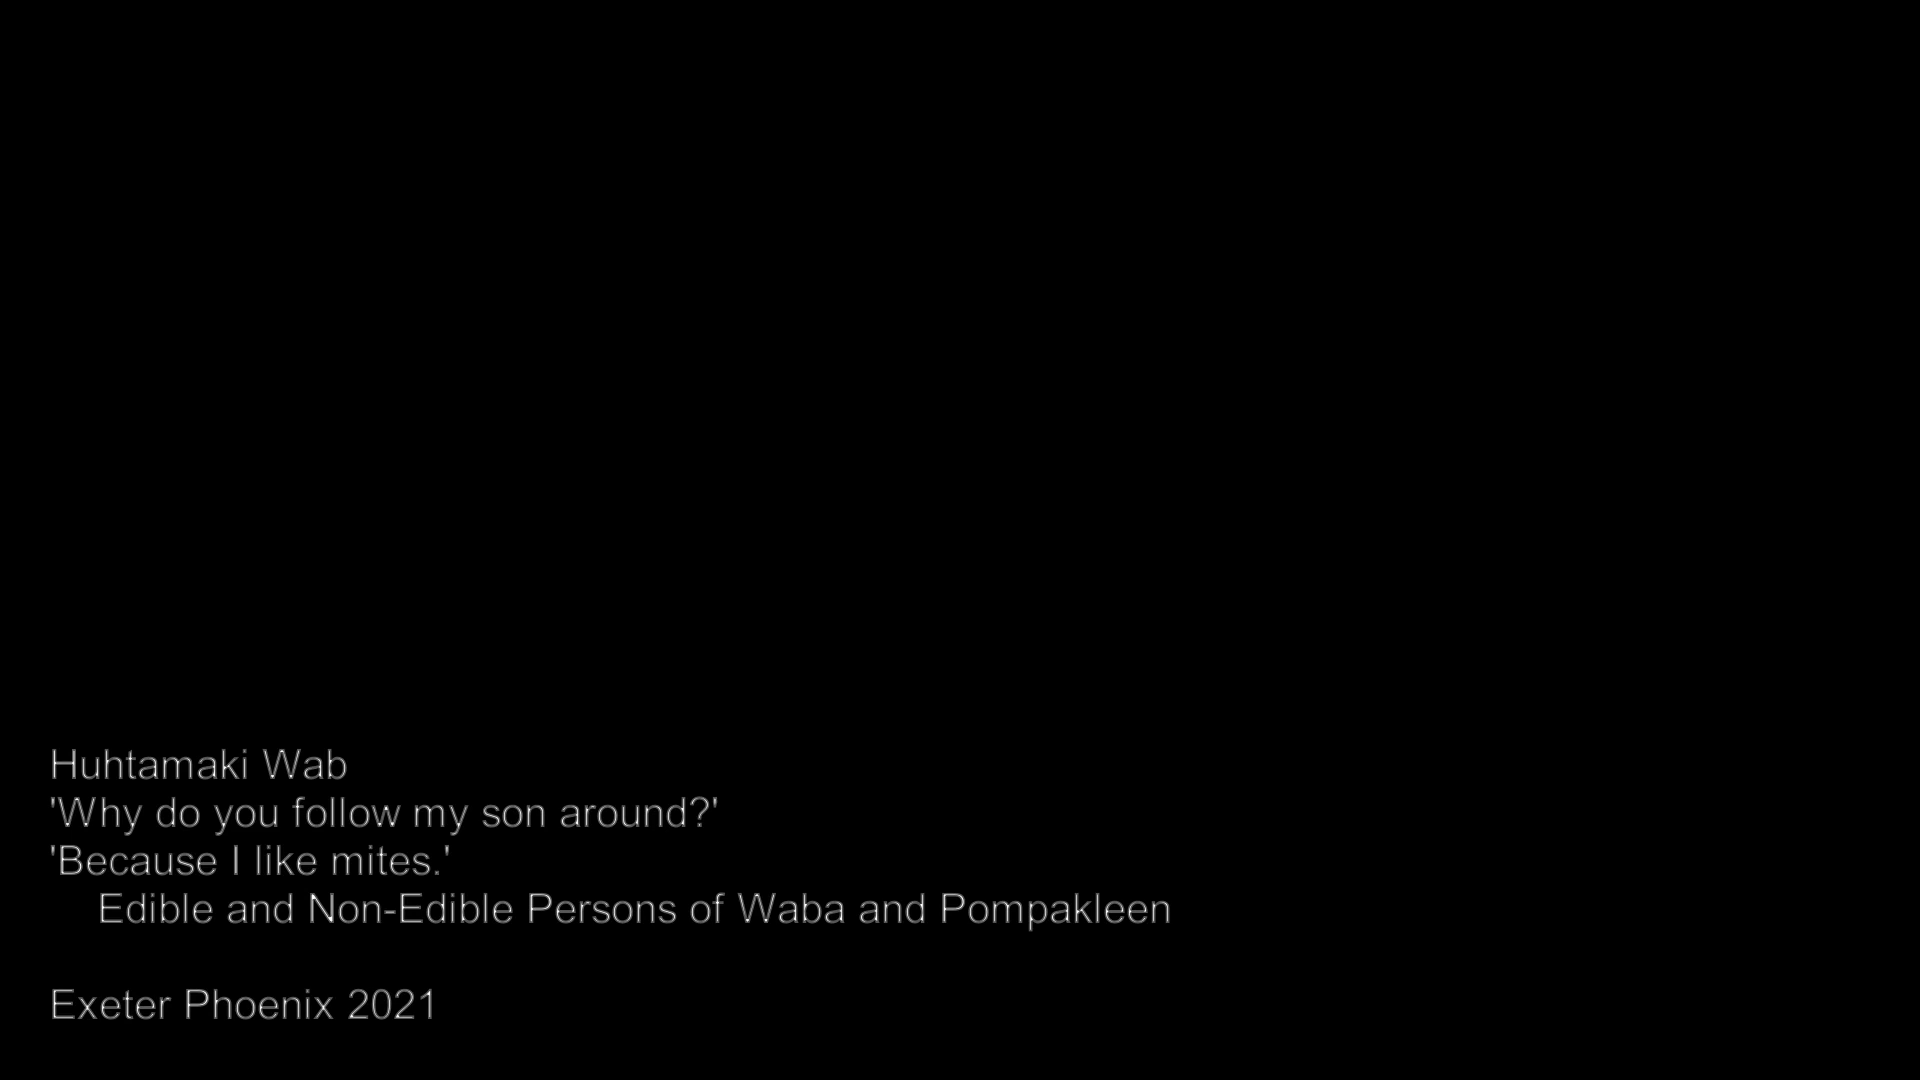 Huhtamaki Wab
'Why do you follow my son around?'
'Because I like mites.'
Edible and Non-Edible Persons of Waba and Pompakleen
Exeter Phoenix 2021